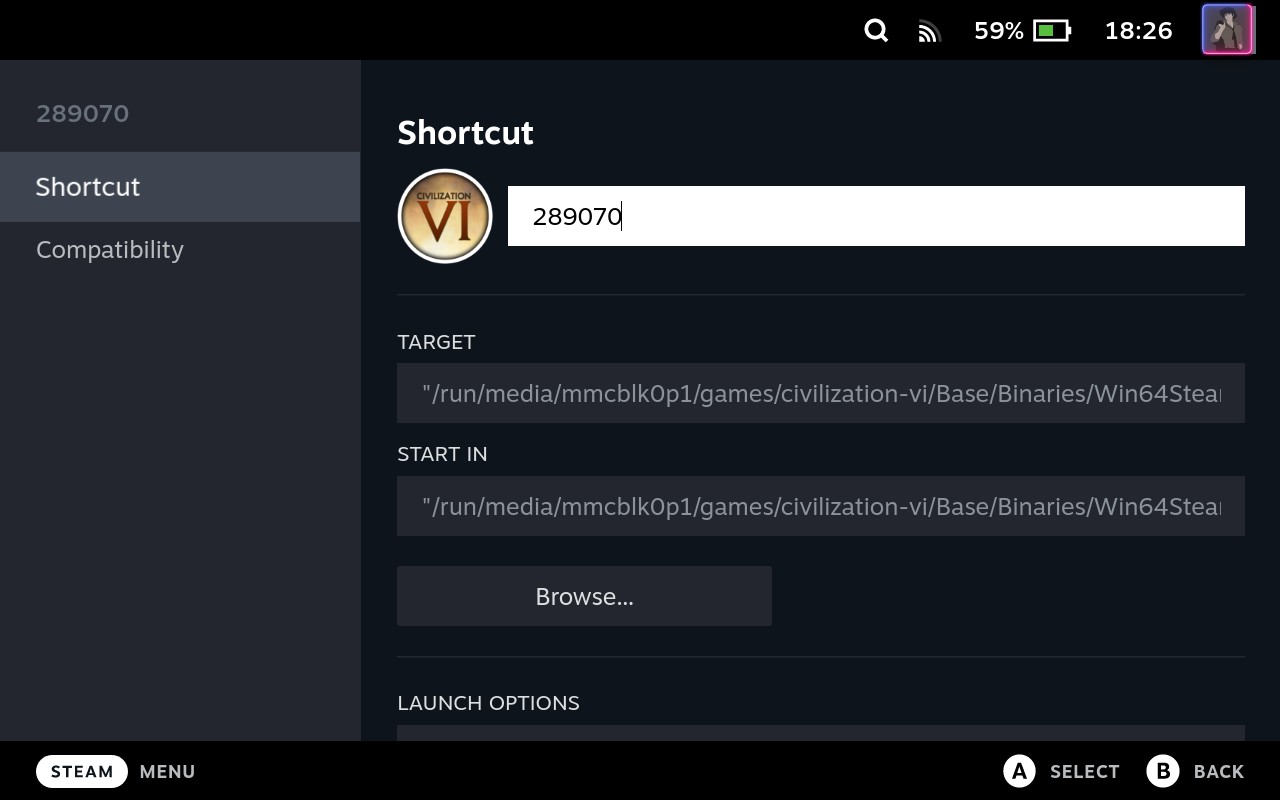 59% 18:26
289070
Shortcut
Compatibility
Shortcut
CIVILIZATION
VI
289070
TARGET
"/run/media/mmcblk0p1/games/civilization-vi/Base/Binaries/Win64Stea
START IN
"/run/media/mmcblk0p1/games/civilization-vi/Base/Binaries/Win64Stea
Browse...
LAUNCH OPTIONS
STEAM MENU
A SELECT B BACK